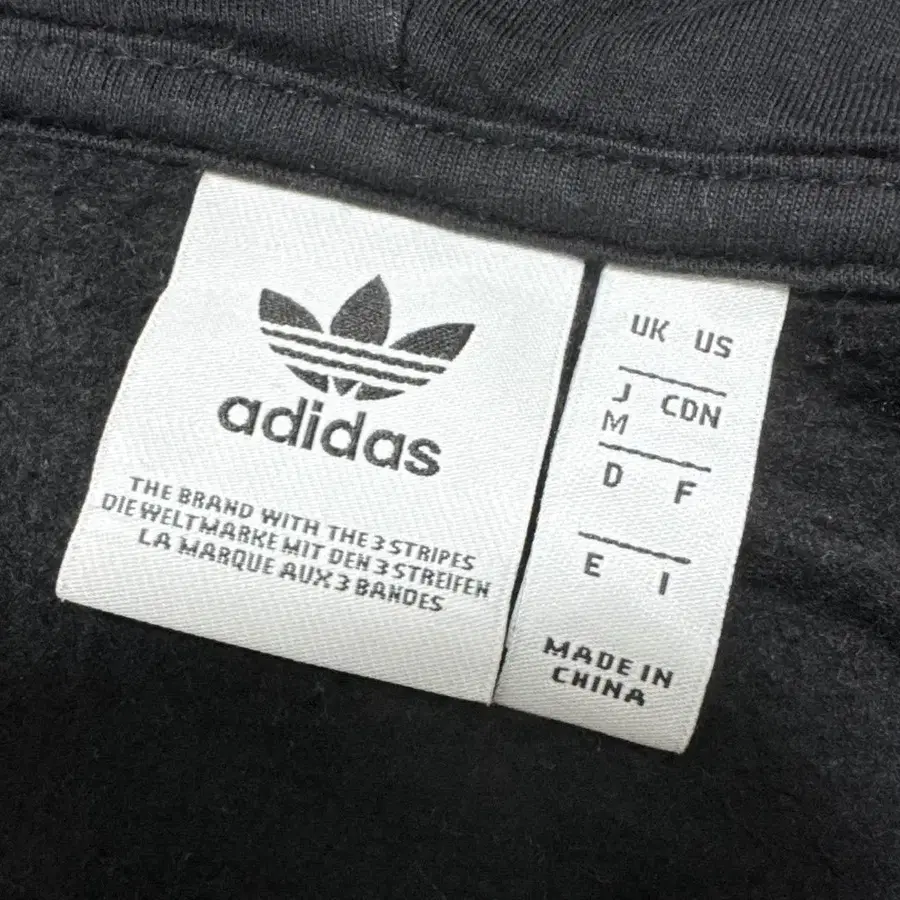 adidas
THE BRAND WITH THE 3 STRIPES
DIE WELTMARKE MIT DEN 3 STREIFEN
LA MARQUE AUX 3 BANDES
UK US
J CDN
M
D F
E I
MADE IN
CHINA